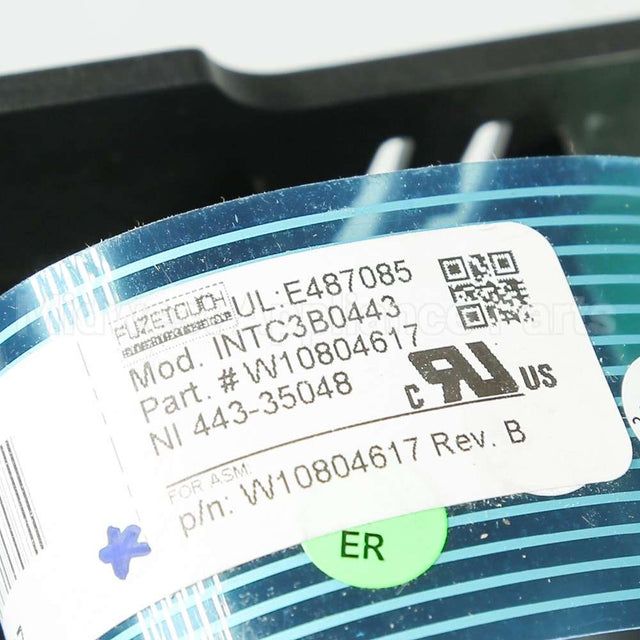 FUZETOUCH UL:E487085
Mod. INTC3B0443
Part. # W10804617
NI 443-35048
C US
FOR ASM
p/n: W10804617 Rev. B
ER